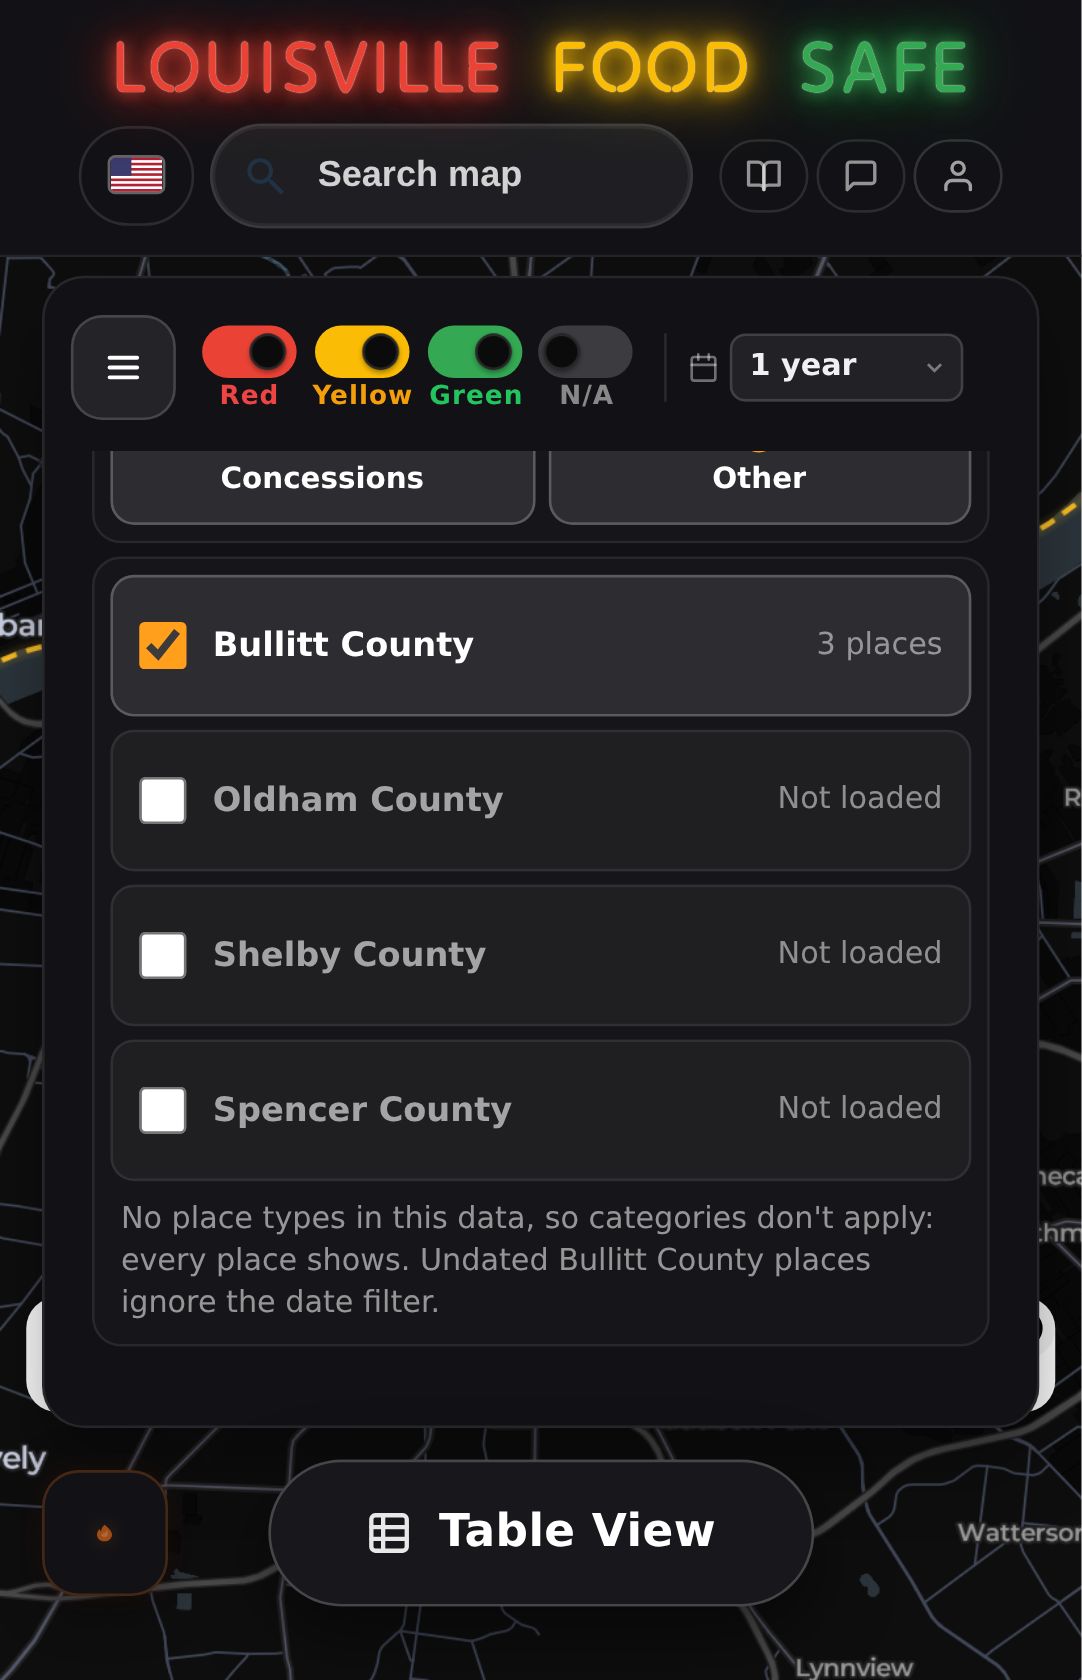 LOUISVILLE FOOD SAFE
Search map
Red
Yellow
Green
N/A
1 year
Concessions
Other
Bullitt County
3 places
Oldham County
Not loaded
Shelby County
Not loaded
Spencer County
Not loaded
No place types in this data, so categories don't apply:
every place shows. Undated Bullitt County places
ignore the date filter.
Table View
Lynnview